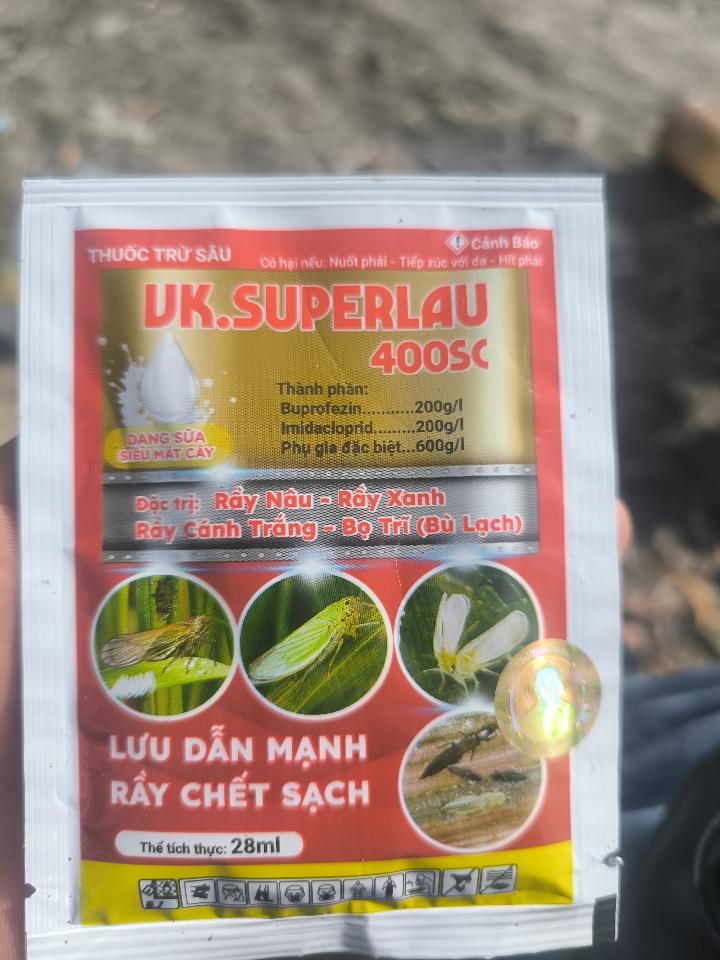 THUỐC TRỪ SÂU
Cảnh Báo
Có hại nếu: Nuốt phải - Tiếp xúc với da - Hít phải
VK.SUPERLAU
400SC
Thành phần:
Buprofezin...........200g/l
Imidacloprid.........200g/l
Phụ gia đặc biệt...600g/l
DẠNG SỮA
SIÊU MÁT CÂY
Đặc trị: Rầy Nâu - Rầy Xanh
Rầy Cánh Trắng - Bọ Trĩ (Bù Lạch)
LƯU DẪN MẠNH
RẦY CHẾT SẠCH
Thể tích thực: 28ml